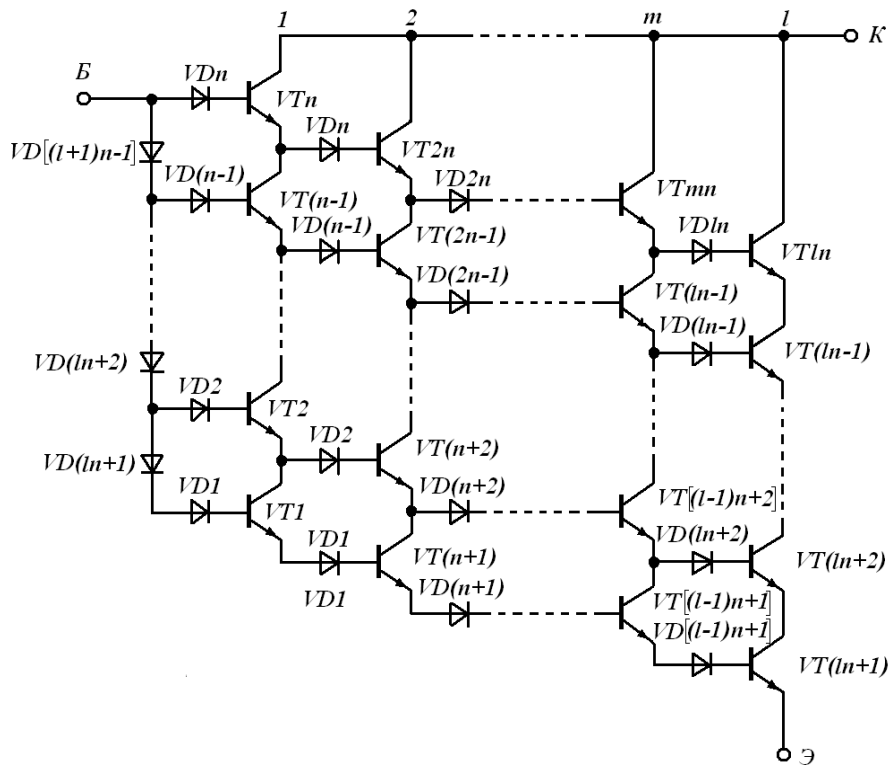 1 2 m l
К
Б
VDn
VTn
VDn
VT2n
VD[(l+1)n-1]
VD(n-1)
VT(n-1)
VD2n
VTmn
VD(n-1)
VT(2n-1)
VDln
VTln
VD(2n-1)
VT(ln-1)
VD(ln-1)
VT(ln-1)
VD(ln+2)
VD2
VT2
VD2
VT(n+2)
VD(ln+1)
VD1
VD(n+2)
VT[(l-1)n+2]
VT1
VD1
VT(n+1)
VD(ln+2)
VT(ln+2)
VD1
VD(n+1)
VT[(l-1)n+1]
VD[(l-1)n+1]
VT(ln+1)
Э